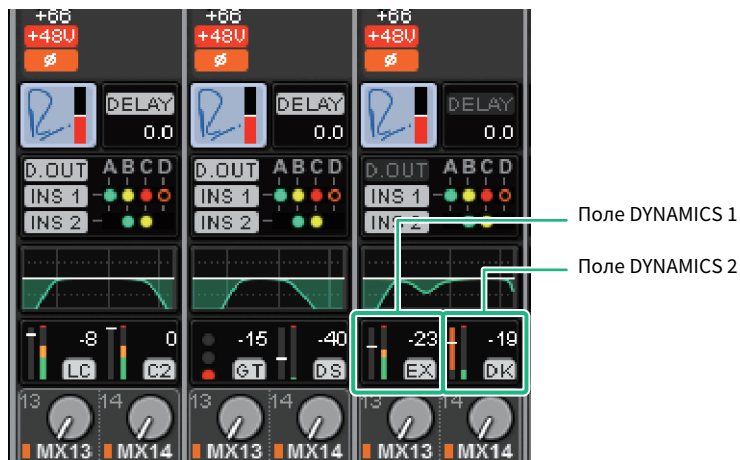 +66 +66 +66
+48V +48V +48V
ø ø ø
DELAY DELAY DELAY
0.0 0.0 0.0
D.OUT A B C D D.OUT A B C D D.OUT A B C D
INS 1 INS 1 INS 1
INS 2 INS 2 INS 2
Поле DYNAMICS 1
Поле DYNAMICS 2
-8 0 -15 -40 -23 -19
LC C2 GT DS EX DK
13 14 13 14 13 14
MX13 MX14 MX13 MX14 MX13 MX14